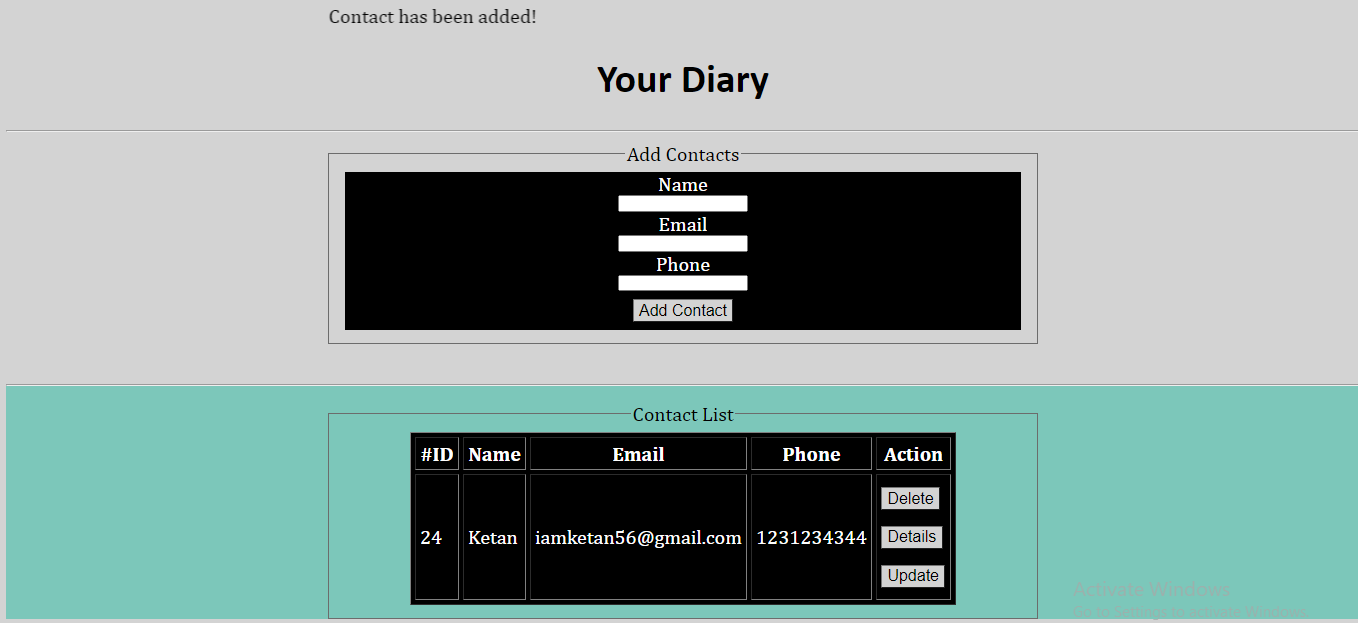 Contact has been added!
Your Diary
Add Contacts
Name
Email
Phone
Add Contact
Contact List
#ID Name Email Phone Action
24 Ketan iamketan56@gmail.com 1231234344 Delete
Details
Update
Activate Windows
Go to Settings to activate Windows.